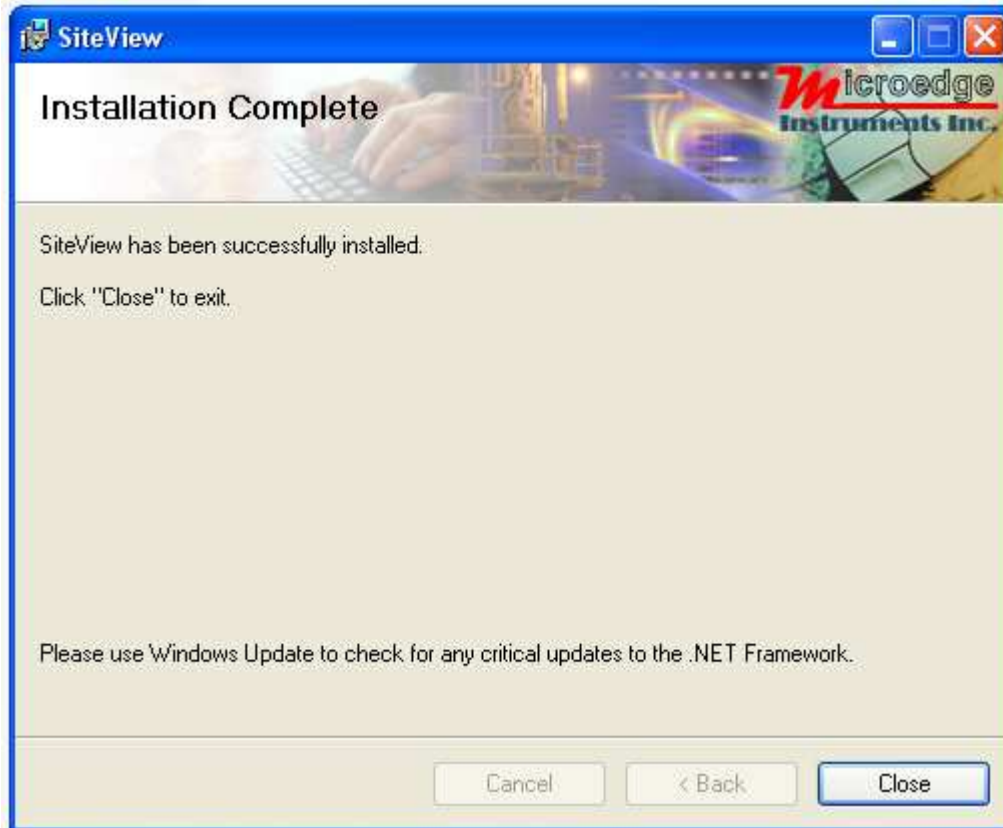 SiteView
Installation Complete
Microedge
Instruments Inc.
SiteView has been successfully installed.
Click "Close" to exit.
Please use Windows Update to check for any critical updates to the .NET Framework.
Cancel
< Back
Close